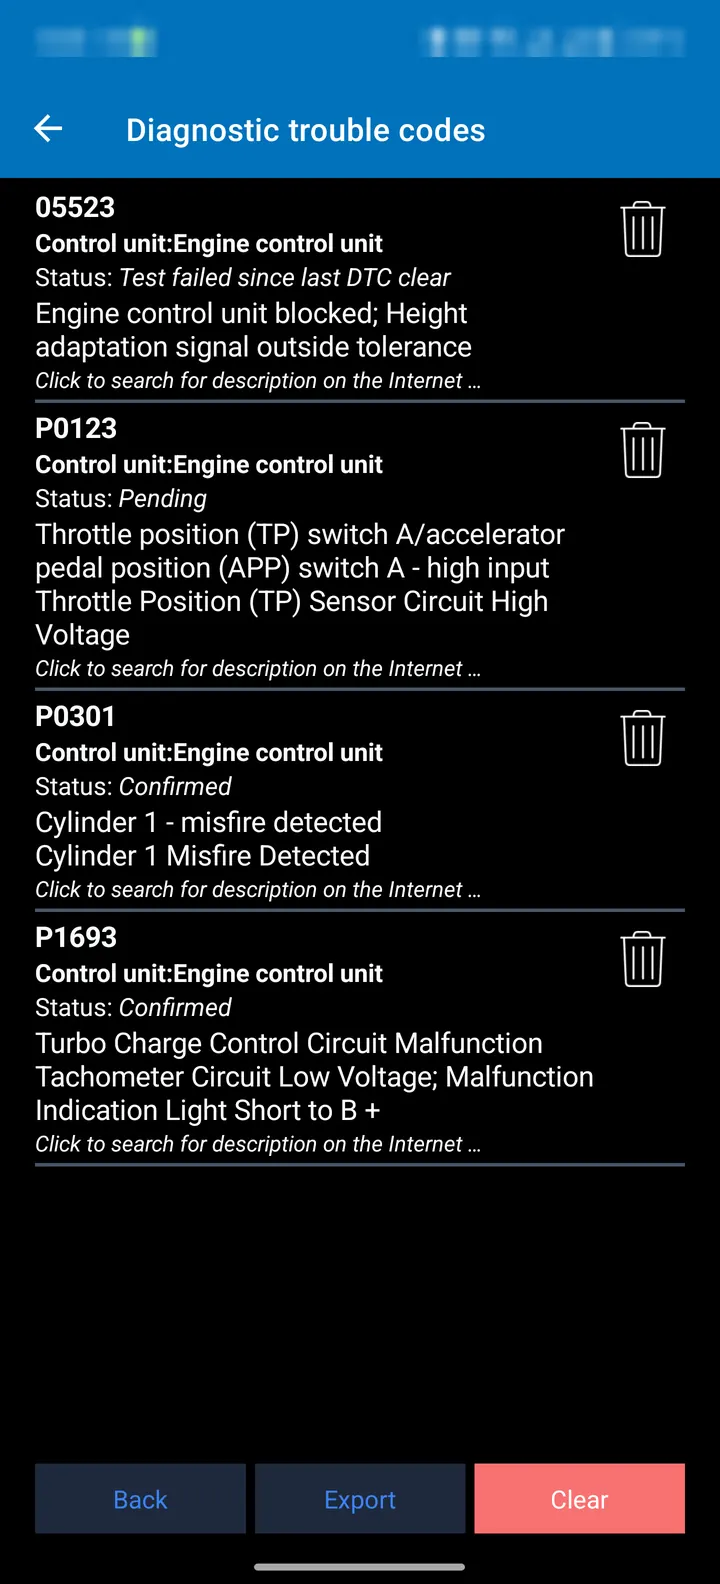 Diagnostic trouble codes
05523
Control unit:Engine control unit
Status: Test failed since last DTC clear
Engine control unit blocked; Height
adaptation signal outside tolerance
Click to search for description on the Internet ...
P0123
Control unit:Engine control unit
Status: Pending
Throttle position (TP) switch A/accelerator
pedal position (APP) switch A - high input
Throttle Position (TP) Sensor Circuit High
Voltage
Click to search for description on the Internet ...
P0301
Control unit:Engine control unit
Status: Confirmed
Cylinder 1 - misfire detected
Cylinder 1 Misfire Detected
Click to search for description on the Internet ...
P1693
Control unit:Engine control unit
Status: Confirmed
Turbo Charge Control Circuit Malfunction
Tachometer Circuit Low Voltage; Malfunction
Indication Light Short to B +
Click to search for description on the Internet ...
Back
Export
Clear